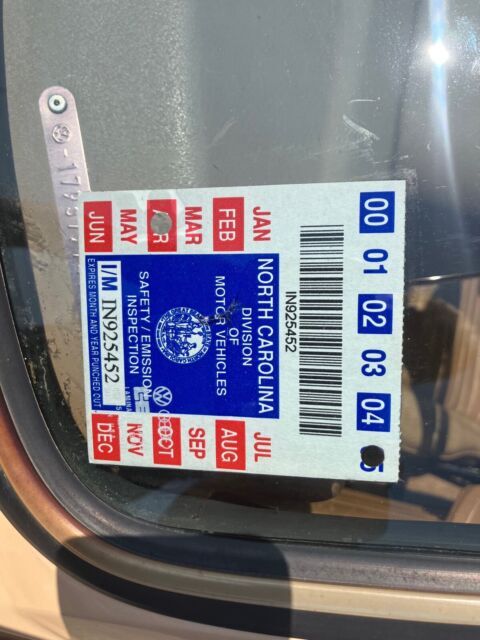 00 01 02 03 04 5
IN925452
JAN NORTH CAROLINA JUL
FEB DIVISION OF AUG
MAR MOTOR VEHICLES SEP
R OCT
MAY SAFETY / EMISSION NOV
INSPECTION
JUN I/M IN925452 DEC
EXPIRES MONTH AND YEAR PUNCHED OUT